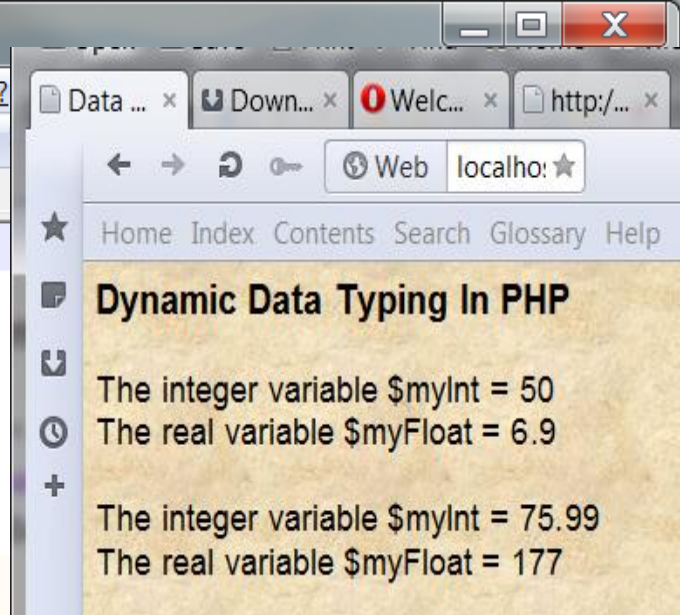 ?
Data ...
Down...
Welc...
http:/...
Web
localho:
Home Index Contents Search Glossary Help
Dynamic Data Typing In PHP
The integer variable $myInt = 50
The real variable $myFloat = 6.9
The integer variable $myInt = 75.99
The real variable $myFloat = 177